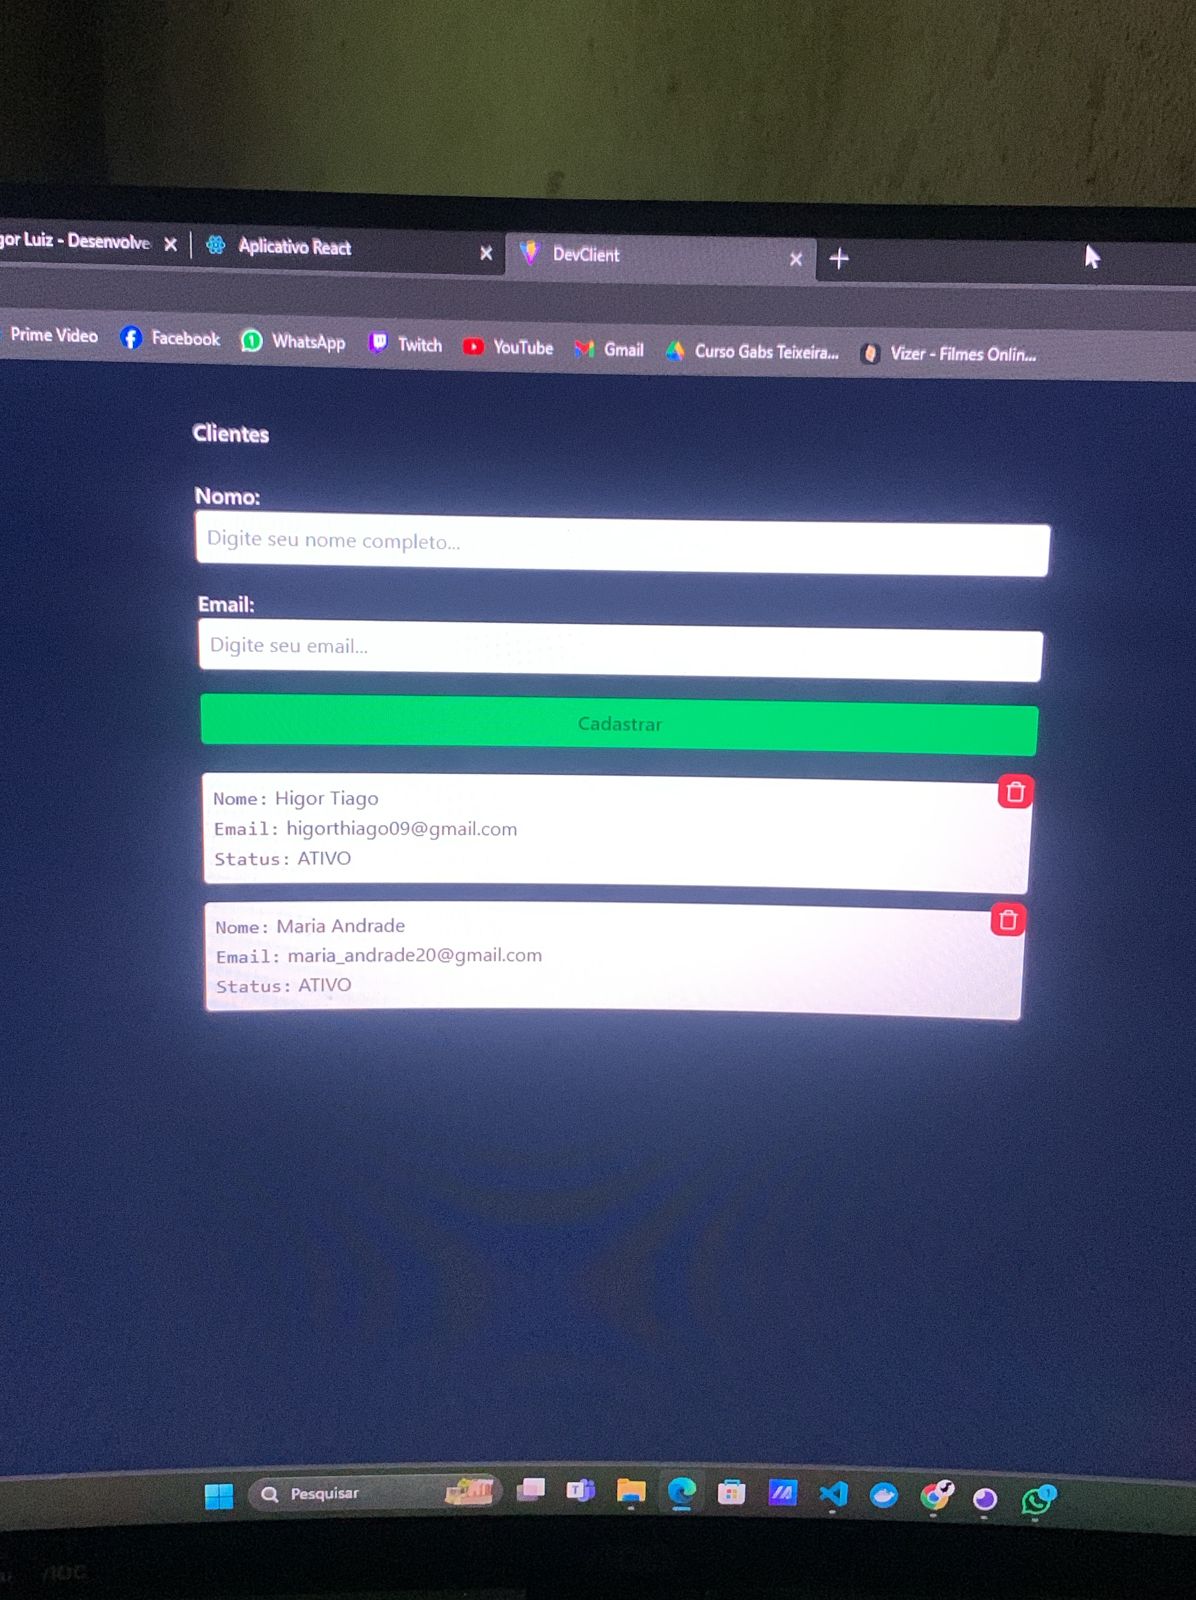 gor Luiz - Desenvolve
Aplicativo React
DevClient
Prime Video
Facebook
WhatsApp
Twitch
YouTube
Gmail
Curso Gabs Teixeira...
Vizer - Filmes Onlin...
Clientes
Nomo:
Digite seu nome completo...
Email:
Digite seu email...
Cadastrar
Nome: Higor Tiago
Email: higorthiago09@gmail.com
Status: ATIVO
Nome: Maria Andrade
Email: maria_andrade20@gmail.com
Status: ATIVO
Pesquisar
AOC